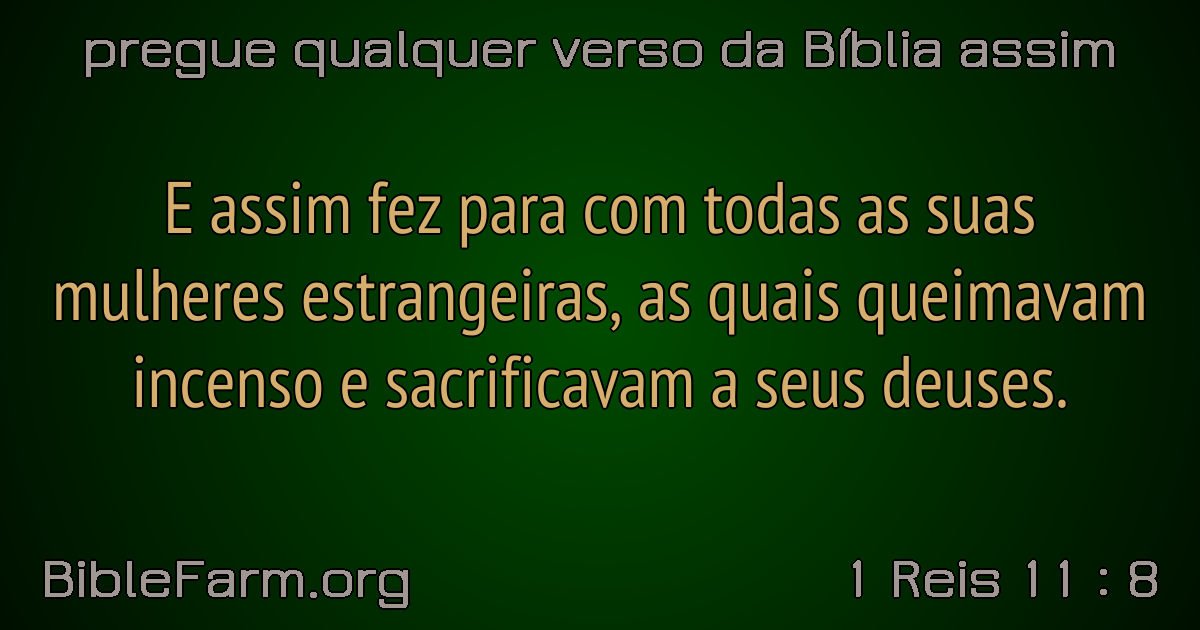 pregue qualquer verso da Bíblia assim
E assim fez para com todas as suas
mulheres estrangeiras, as quais queimavam
incenso e sacrificavam a seus deuses.
BibleFarm.org
1 Reis 11 : 8